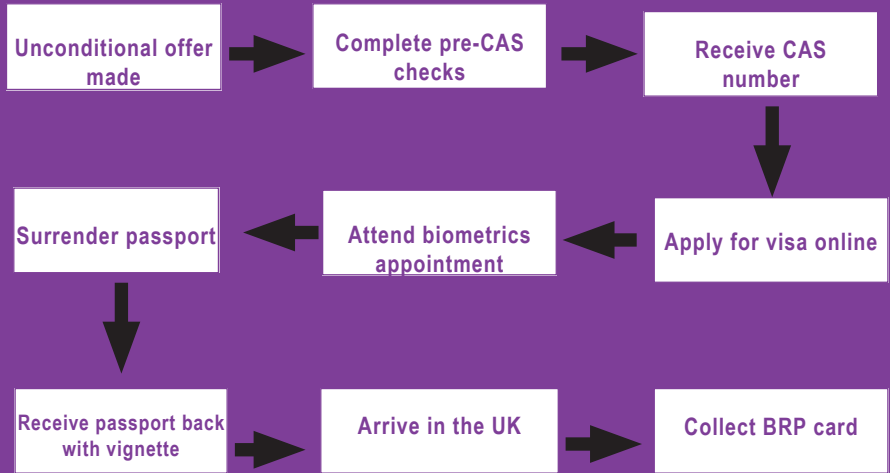 Unconditional offer
made
Complete pre-CAS
checks
Receive CAS
number
Apply for visa online
Attend biometrics
appointment
Surrender passport
Receive passport back
with vignette
Arrive in the UK
Collect BRP card